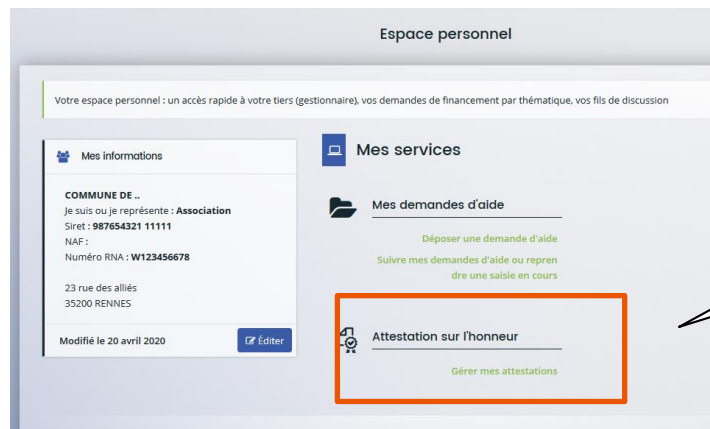 Espace personnel
Votre espace personnel : un accès rapide à votre tiers (gestionnaire), vos demandes de financement par thématique, vos fils de discussion
Mes informations
COMMUNE DE ..
Je suis ou je représente : Association
Siret : 987654321 11111
NAF :
Numéro RNA : W123456678
23 rue des alliés
35200 RENNES
Modifié le 20 avril 2020
Éditer
Mes services
Mes demandes d'aide
Déposer une demande d'aide
Suivre mes demandes d'aide ou repren
dre une saisie en cours
Attestation sur l'honneur
Gérer mes attestations